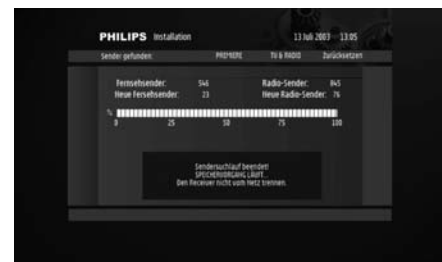 PHILIPS Installation 13 Juli 2003 13:05
Sender gefunden: PREMIERE TV & RADIO Zurücksetzen
Fernsehsender: 546 Radio-Sender: 845
Neue Fersehsender: 23 Neue Radio-Sender: 76
%
0 25 50 75 100
Sendersuchlauf beendet!
SPEICHERVORGANG LÄUFT...
Den Receiver nicht vom Netz trennen.